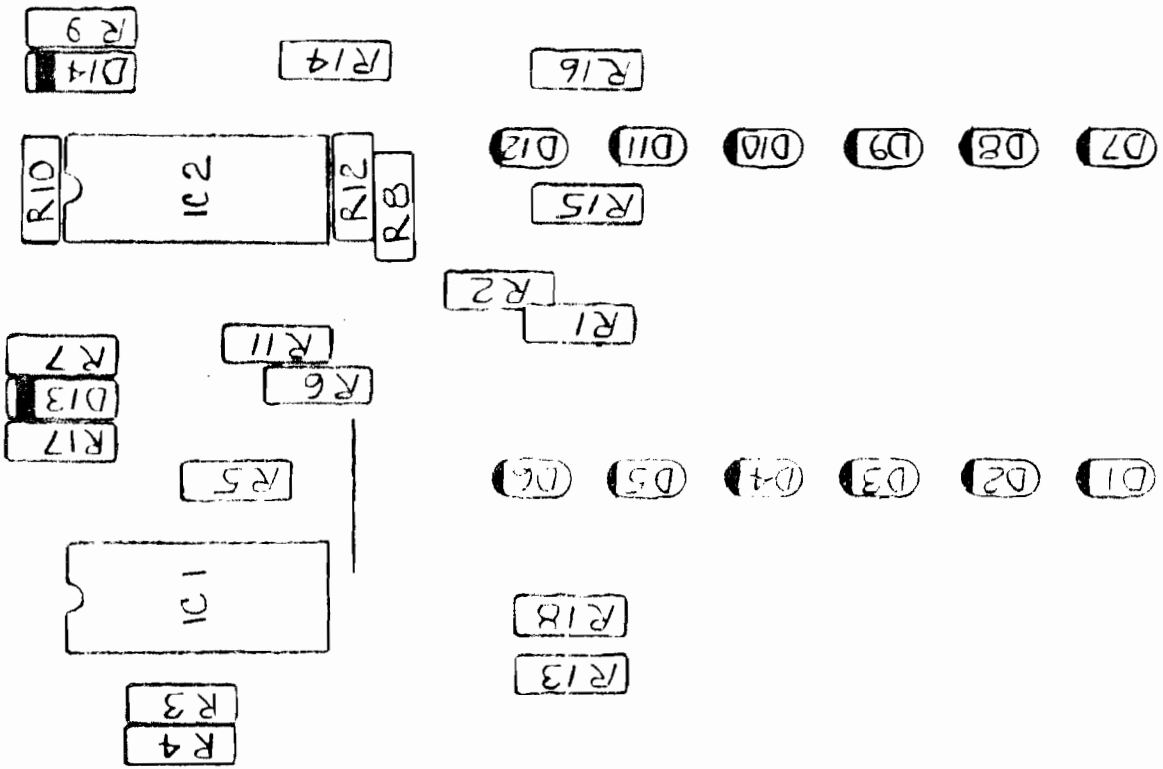 R9
D14
R14
R16
D12 D11 D10 D9 D8 D7
R10
IC2
R12
R8
R15
R2
R1
R11
R7
R6
D13
R17
R5
D6 D5 D4 D3 D2 D1
IC1
R18
R13
R3
R4